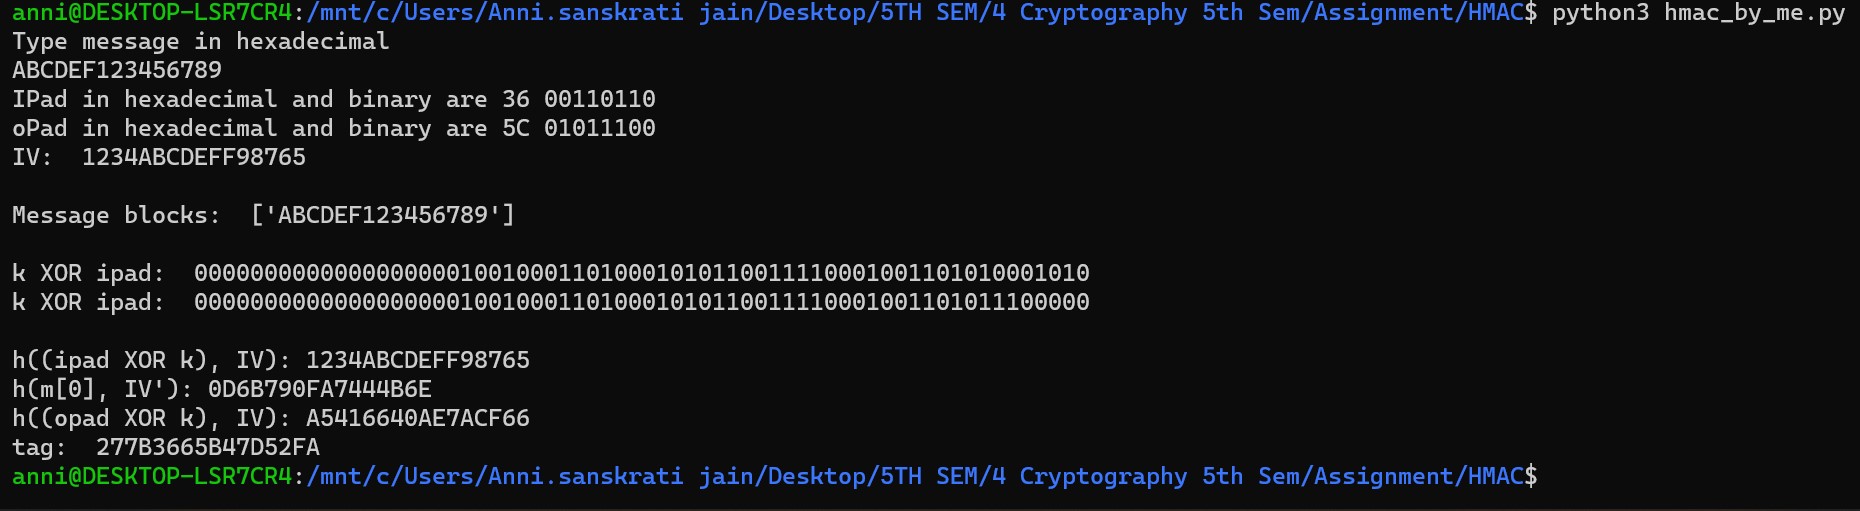 anni@DESKTOP-LSR7CR4:/mnt/c/Users/Anni.sanskrati jain/Desktop/5TH SEM/4 Cryptography 5th Sem/Assignment/HMAC$ python3 hmac_by_me.py
Type message in hexadecimal
ABCDEF123456789
IPad in hexadecimal and binary are 36 00110110
oPad in hexadecimal and binary are 5C 01011100
IV:  1234ABCDEFF98765
Message blocks:  ['ABCDEF123456789']
k XOR ipad:  0000000000000000000100100011010001010110011110001001101010001010
k XOR ipad:  0000000000000000000100100011010001010110011110001001101011100000
h((ipad XOR k), IV): 1234ABCDEFF98765
h(m[0], IV'): 0D6B790FA7444B6E
h((opad XOR k), IV): A5416640AE7ACF66
tag:  277B3665B47D52FA
anni@DESKTOP-LSR7CR4:/mnt/c/Users/Anni.sanskrati jain/Desktop/5TH SEM/4 Cryptography 5th Sem/Assignment/HMAC$